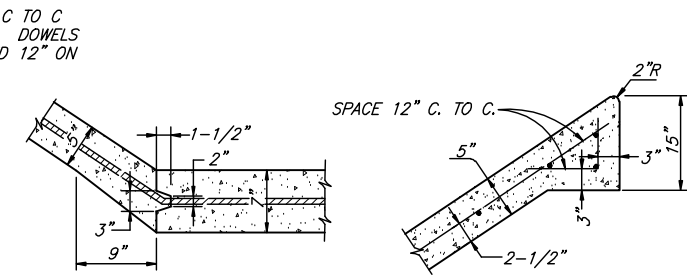 C TO C
DOWELS
D 12" ON
2"R
SPACE 12" C. TO C.
1-1/2"
5"
2"
5"
15"
3"
7"
3"
3"
9"
2-1/2"